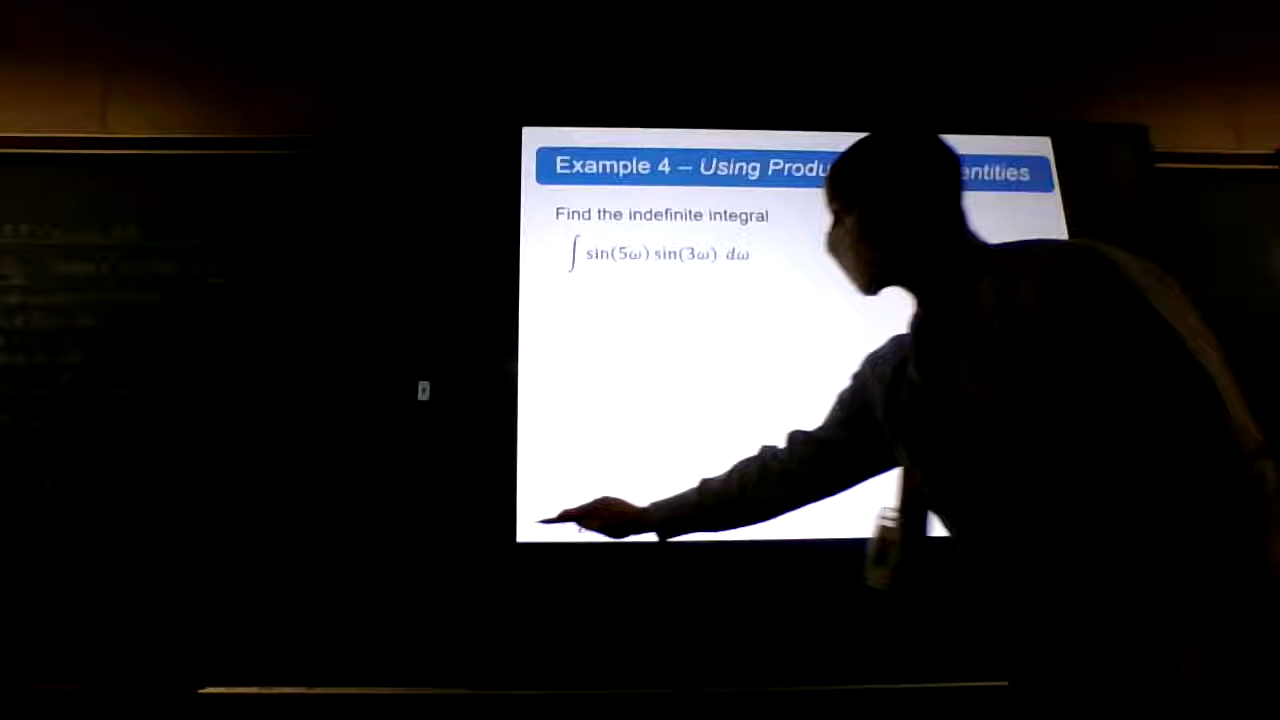 Example 4 – Using Produ entities
Find the indefinite integral
∫ sin(5ω) sin(3ω) dω